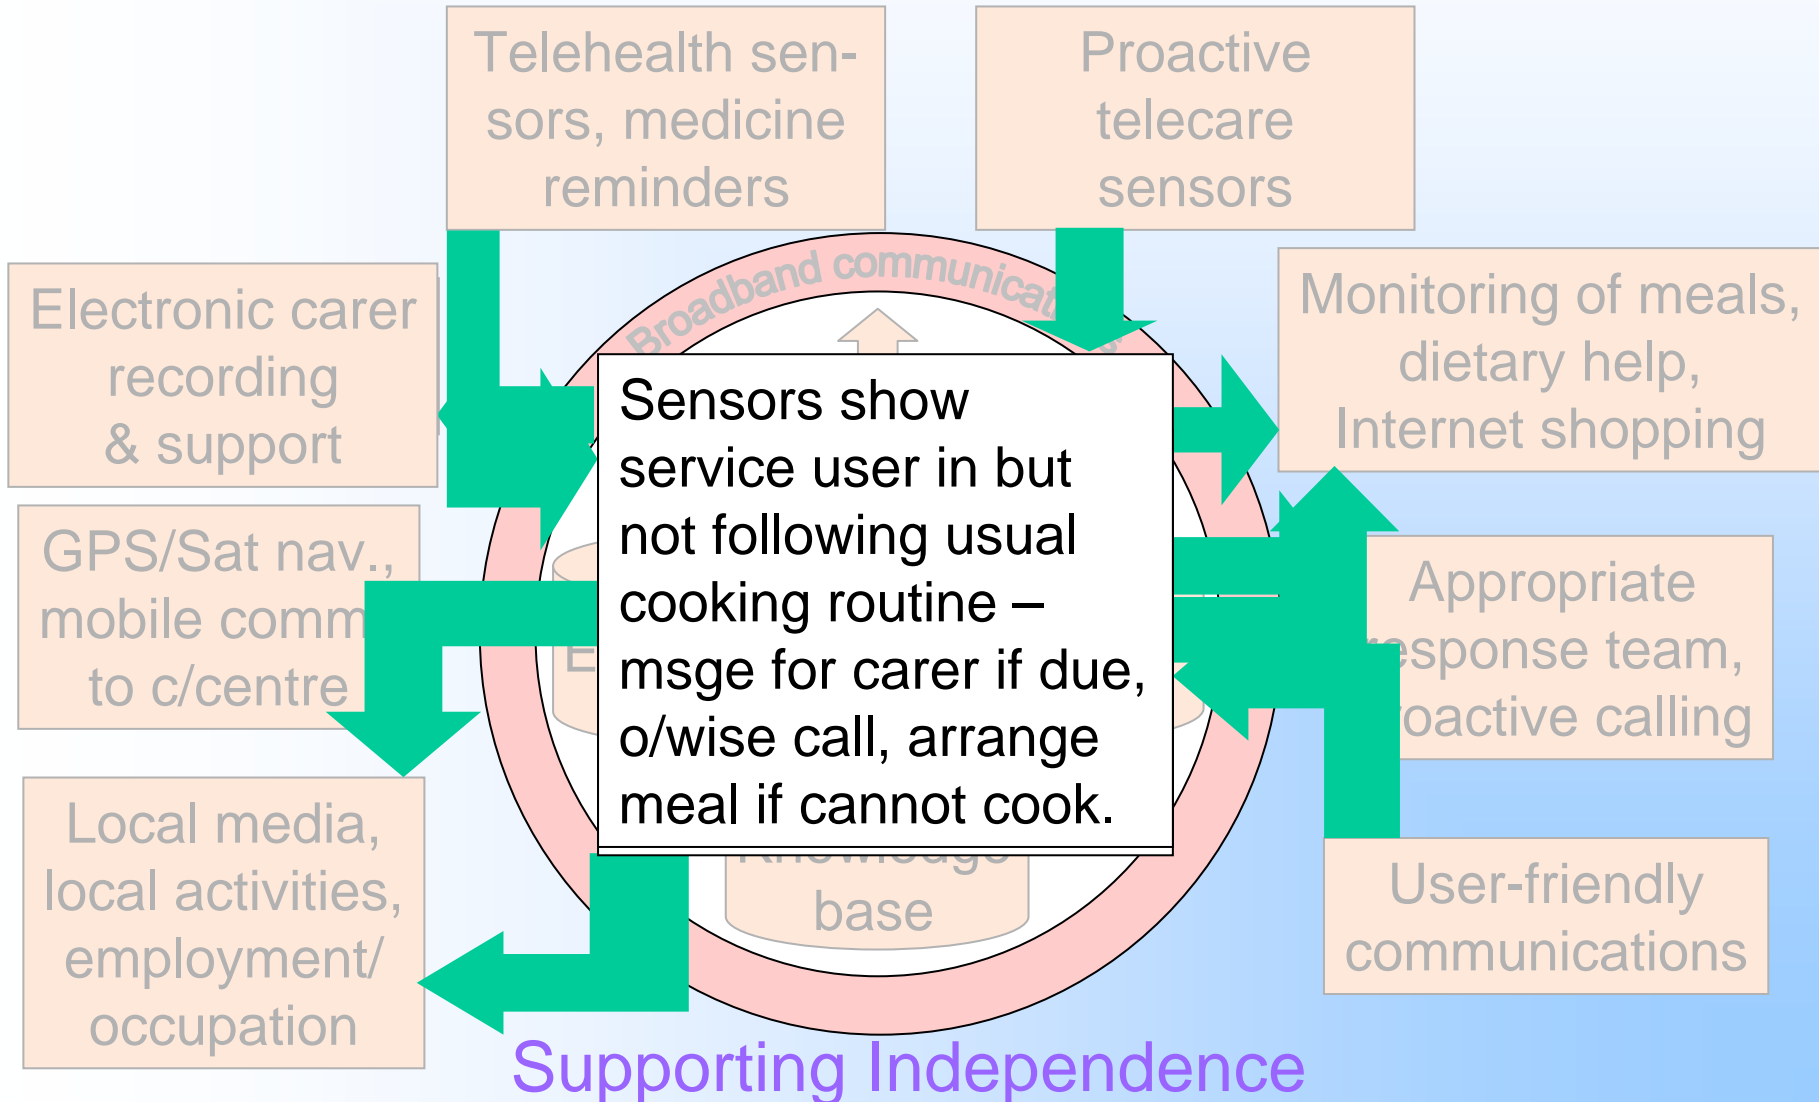 Telehealth sen-
sors, medicine
reminders
Proactive
telecare
sensors
Broadband
Electronic carer
recording
& support
Monitoring of meals,
dietary help,
Internet shopping
Sensors show
service user in but
not following usual
cooking routine –
msge for carer if due,
o/wise call, arrange
meal if cannot cook.
GPS/Sat nav.,
mobile comm
to c/centre
Appropriate
team,
calling
Local media,
local activities,
employment/
occupation
Knowledge
base
User-friendly
communications
Supporting Independence